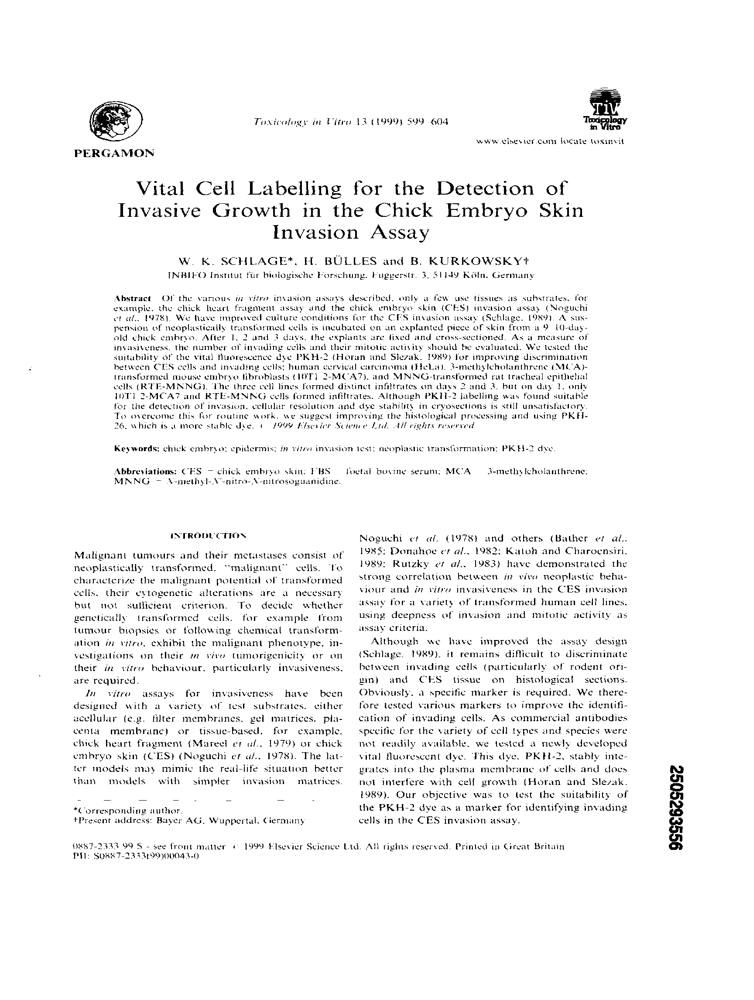 PERGAMON
Toxicology in Vitro 13 (1999) 599–604
TiV
Toxicology
in Vitro
www.elsevier.com/locate/toxinvit
Vital Cell Labelling for the Detection of
Invasive Growth in the Chick Embryo Skin
Invasion Assay
W. K. SCHLAGE*, H. BÜLLES and B. KURKOWSKY†
INBIFO Institut für biologische Forschung, Fuggerstr. 3, 51149 Köln, Germany
Abstract Of the various in vitro invasion assays described, only a few use tissues as substrates, for
example, the chick heart fragment assay and the chick embryo skin (CES) invasion assay (Noguchi
et al., 1978). We have improved culture conditions for the CES invasion assay (Schlage, 1989). A sus-
pension of neoplastically transformed cells is incubated on an explanted piece of skin from a 9–10-day-
old chick embryo. After 1, 2 and 3 days, the explants are fixed and cross-sectioned. As a measure of
invasiveness, the number of invading cells and their mitotic activity should be evaluated. We tested the
suitability of the vital fluorescence dye PKH-2 (Horan and Slezak, 1989) for improving discrimination
between CES cells and invading cells; human cervical carcinoma (HeLa), 3-methylcholanthrene (MCA)-
transformed mouse embryo fibroblasts (10T1/2-MCA7), and MNNG-transformed rat tracheal epithelial
cells (RTE-MNNG). The three cell lines formed distinct infiltrates on days 2 and 3, but on day 1, only
10T1/2-MCA7 and RTE-MNNG cells formed infiltrates. Although PKH-2 labelling was found suitable
for the detection of invasion, cellular resolution and dye stability in cryosections is still unsatisfactory.
To overcome this for routine work, we suggest improving the histological processing and using PKH-
26, which is a more stable dye. © 1999 Elsevier Science Ltd. All rights reserved
Keywords: chick embryo; epidermis; in vitro invasion test; neoplastic transformation; PKH-2 dye.
Abbreviations: CES = chick embryo skin; FBS = foetal bovine serum; MCA = 3-methylcholanthrene;
MNNG = N-methyl-N'-nitro-N-nitrosoguanidine.
INTRODUCTION
Malignant tumours and their metastases consist of
neoplastically transformed, "malignant" cells. To
characterize the malignant potential of transformed
cells, their cytogenetic alterations are a necessary
but not sufficient criterion. To decide whether
genetically transformed cells, for example from
tumour biopsies or following chemical transform-
ation in vitro, exhibit the malignant phenotype, in-
vestigations on their in vivo tumorigenicity or on
their in vitro behaviour, particularly invasiveness,
are required.
In vitro assays for invasiveness have been
designed with a variety of test substrates, either
acellular (e.g. filter membranes, gel matrices, pla-
centa membrane) or tissue-based, for example,
chick heart fragment (Mareel et al., 1979) or chick
embryo skin (CES) (Noguchi et al., 1978). The lat-
ter models may mimic the real-life situation better
than models with simpler invasion matrices.
*Corresponding author.
†Present address: Bayer AG, Wuppertal, Germany
Noguchi et al. (1978) and others (Bather et al.,
1985; Donahoe et al., 1982; Katoh and Charoensiri,
1989; Rutzky et al., 1983) have demonstrated the
strong correlation between in vivo neoplastic beha-
viour and in vitro invasiveness in the CES invasion
assay for a variety of transformed human cell lines,
using deepness of invasion and mitotic activity as
assay criteria.
Although we have improved the assay design
(Schlage, 1989), it remains difficult to discriminate
between invading cells (particularly of rodent ori-
gin) and CES tissue on histological sections.
Obviously, a specific marker is required. We there-
fore tested various markers to improve the identifi-
cation of invading cells. As commercial antibodies
specific for the variety of cell types and species were
not readily available, we tested a newly developed
vital fluorescent dye. This dye, PKH-2, stably inte-
grates into the plasma membrane of cells and does
not interfere with cell growth (Horan and Slezak,
1989). Our objective was to test the suitability of
the PKH-2 dye as a marker for identifying invading
cells in the CES invasion assay.
0887-2333/99/$ - see front matter © 1999 Elsevier Science Ltd. All rights reserved. Printed in Great Britain
PII: S0887-2333(99)00043-0
2505293556